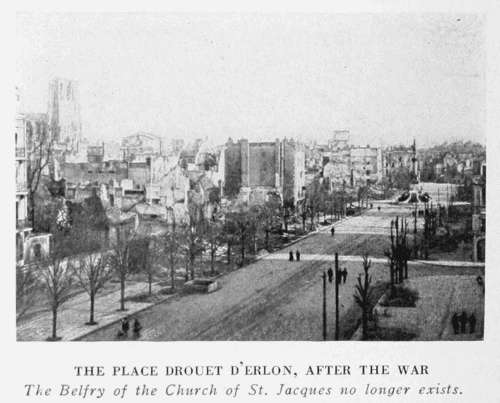 THE PLACE DROUET D'ERLON, AFTER THE WAR
The Belfry of the Church of St. Jacques no longer exists.